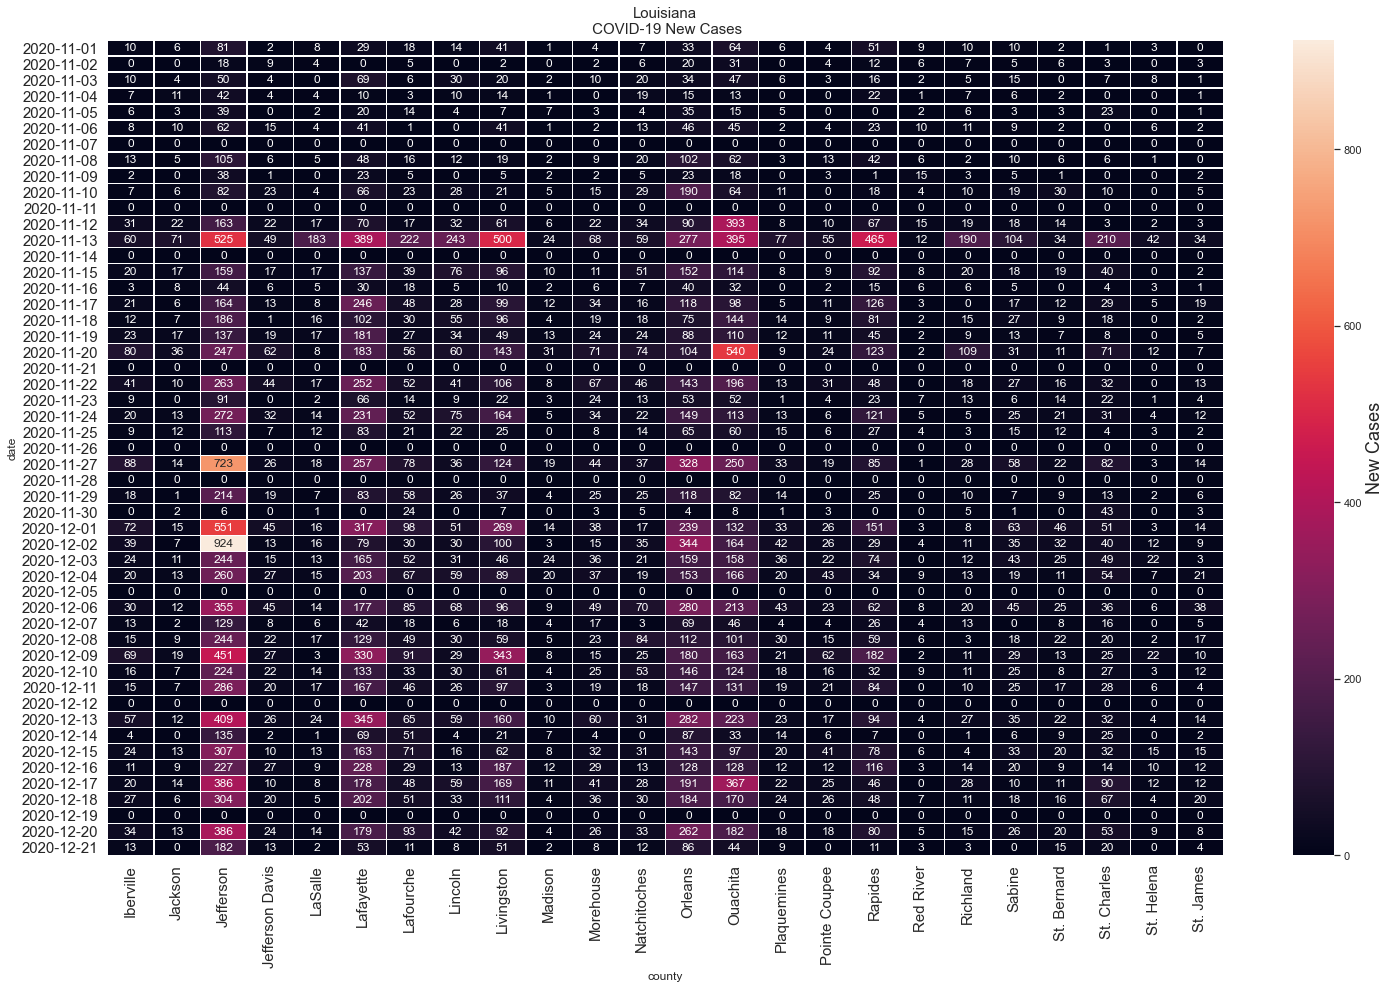 Louisiana
COVID-19 New Cases
2020-11-01 10 6 81 2 8 29 18 14 41 1 4 7 33 64 6 4 51 9 10 10 2 1 3 0
2020-11-02 0 0 18 9 4 0 5 0 2 0 2 6 20 31 0 4 12 6 7 5 6 3 0 3
2020-11-03 10 4 50 4 0 69 6 30 20 2 10 20 34 47 6 3 16 2 5 15 0 7 8 1
2020-11-04 7 11 42 4 4 10 3 10 14 1 0 19 15 13 0 0 22 1 7 6 2 0 0 1
2020-11-05 6 3 39 0 2 20 14 4 7 7 3 4 35 15 5 0 0 2 6 3 3 23 0 1
2020-11-06 8 10 62 15 4 41 1 0 41 1 2 13 46 45 2 4 23 10 11 9 2 0 6 2
2020-11-07 0 0 0 0 0 0 0 0 0 0 0 0 0 0 0 0 0 0 0 0 0 0 0 0
2020-11-08 13 5 105 6 5 48 16 12 19 2 9 20 102 62 3 13 42 6 2 10 6 6 1 0
2020-11-09 2 0 38 1 0 23 5 0 5 2 2 5 23 18 0 3 1 15 3 5 1 0 0 2
2020-11-10 7 6 82 23 4 66 23 28 21 5 15 29 190 64 11 0 18 4 10 19 30 10 0 5
2020-11-11 0 0 0 0 0 0 0 0 0 0 0 0 0 0 0 0 0 0 0 0 0 0 0 0
2020-11-12 31 22 163 22 17 70 17 32 61 6 22 34 90 393 8 10 67 15 19 18 14 3 2 3
2020-11-13 60 71 525 49 183 389 222 243 500 24 68 59 277 395 77 55 465 12 190 104 34 210 42 34
2020-11-14 0 0 0 0 0 0 0 0 0 0 0 0 0 0 0 0 0 0 0 0 0 0 0 0
2020-11-15 20 17 159 17 17 137 39 76 96 10 11 51 152 114 8 9 92 8 20 18 19 40 0 2
2020-11-16 3 8 44 6 5 30 18 5 10 2 6 7 40 32 0 2 15 6 6 5 0 4 3 1
2020-11-17 21 6 164 13 8 246 48 28 99 12 34 16 118 98 5 11 126 3 0 17 12 29 5 19
2020-11-18 12 7 186 1 16 102 30 55 96 4 19 18 75 144 14 9 81 2 15 27 9 18 0 2
2020-11-19 23 17 137 19 17 181 27 34 49 13 24 24 88 110 12 11 45 2 9 13 7 8 0 5
2020-11-20 80 36 247 62 8 183 56 60 143 31 71 74 104 540 9 24 123 2 109 31 11 71 12 7
2020-11-21 0 0 0 0 0 0 0 0 0 0 0 0 0 0 0 0 0 0 0 0 0 0 0 0
2020-11-22 41 10 263 44 17 252 52 41 106 8 67 46 143 196 13 31 48 0 18 27 16 32 0 13
2020-11-23 9 0 91 0 2 66 14 9 22 3 24 13 53 52 1 4 23 7 13 6 14 22 1 4
2020-11-24 20 13 272 32 14 231 52 75 164 5 34 22 149 113 13 6 121 5 5 25 21 31 4 12
2020-11-25 9 12 113 7 12 83 21 22 25 0 8 14 65 60 15 6 27 4 3 15 12 4 3 2
2020-11-26 0 0 0 0 0 0 0 0 0 0 0 0 0 0 0 0 0 0 0 0 0 0 0 0
2020-11-27 88 14 723 26 18 257 78 36 124 19 44 37 328 250 33 19 85 1 28 58 22 82 3 14
2020-11-28 0 0 0 0 0 0 0 0 0 0 0 0 0 0 0 0 0 0 0 0 0 0 0 0
2020-11-29 18 1 214 19 7 83 58 26 37 4 25 25 118 82 14 0 25 0 10 7 9 13 2 6
2020-11-30 0 2 6 0 1 0 24 0 7 0 3 5 4 8 1 3 0 0 5 1 0 43 0 3
2020-12-01 72 15 551 45 16 317 98 51 269 14 38 17 239 132 33 26 151 3 8 63 46 51 3 14
2020-12-02 39 7 924 13 16 79 30 30 100 3 15 35 344 164 42 26 29 4 11 35 32 40 12 9
2020-12-03 24 11 244 15 13 165 52 31 46 24 36 21 159 158 36 22 74 0 12 43 25 49 22 3
2020-12-04 20 13 260 27 15 203 67 59 89 20 37 19 153 166 20 43 34 9 13 19 11 54 7 21
2020-12-05 0 0 0 0 0 0 0 0 0 0 0 0 0 0 0 0 0 0 0 0 0 0 0 0
2020-12-06 30 12 355 45 14 177 85 68 96 9 49 70 280 213 43 23 62 8 20 45 25 36 6 38
2020-12-07 13 2 129 8 6 42 18 6 18 4 17 3 69 46 4 4 26 4 13 0 8 16 0 5
2020-12-08 15 9 244 22 17 129 49 30 59 5 23 84 112 101 30 15 59 6 3 18 22 20 2 17
2020-12-09 69 19 451 27 3 330 91 29 343 8 15 25 180 163 21 62 182 2 11 29 13 25 22 10
2020-12-10 16 7 224 22 14 133 33 30 61 4 25 53 146 124 18 16 32 9 11 25 8 27 3 12
2020-12-11 15 7 286 20 17 167 46 26 97 3 19 18 147 131 19 21 84 0 10 25 17 28 6 4
2020-12-12 0 0 0 0 0 0 0 0 0 0 0 0 0 0 0 0 0 0 0 0 0 0 0 0
2020-12-13 57 12 409 26 24 345 65 59 160 10 60 31 282 223 23 17 94 4 27 35 22 32 4 14
2020-12-14 4 0 135 2 1 69 51 4 21 7 4 0 87 33 14 6 7 0 1 6 9 25 0 2
2020-12-15 24 13 307 10 13 163 71 16 62 8 32 31 143 97 20 41 78 6 4 33 20 32 15 15
2020-12-16 11 9 227 27 9 228 29 13 187 12 29 13 128 128 12 12 116 3 14 20 9 14 10 12
2020-12-17 20 14 386 10 8 178 48 59 169 11 41 28 191 367 22 25 46 0 28 10 11 90 12 12
2020-12-18 27 6 304 20 5 202 51 33 111 4 36 30 184 170 24 26 48 7 11 18 16 67 4 20
2020-12-19 0 0 0 0 0 0 0 0 0 0 0 0 0 0 0 0 0 0 0 0 0 0 0 0
2020-12-20 34 13 386 24 14 179 93 42 92 4 26 33 262 182 18 18 80 5 15 26 20 53 9 8
2020-12-21 13 0 182 13 2 53 11 8 51 2 8 12 86 44 9 0 11 3 3 0 15 20 0 4
date
Iberville Jackson Jefferson Jefferson Davis LaSalle Lafayette Lafourche Lincoln Livingston Madison Morehouse Natchitoches Orleans Ouachita Plaquemines Pointe Coupee Rapides Red River Richland Sabine St. Bernard St. Charles St. Helena St. James
county
800
600
400
200
0
New Cases